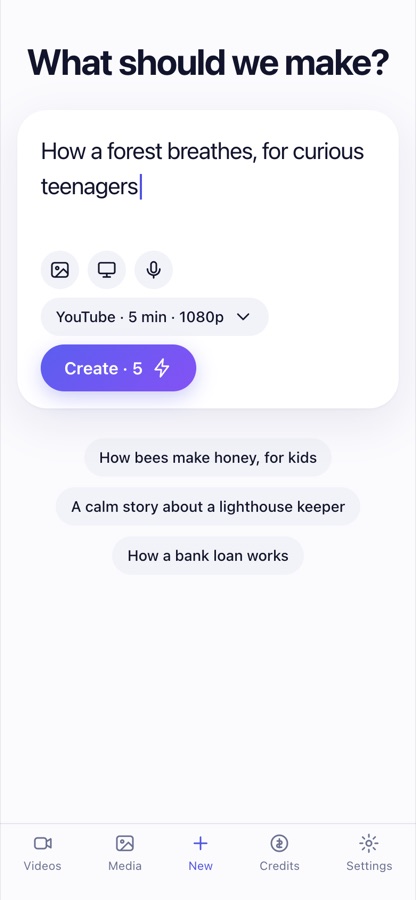 What should we make?
How a forest breathes, for curious
teenagers
YouTube · 5 min · 1080p
Create · 5
How bees make honey, for kids
A calm story about a lighthouse keeper
How a bank loan works
Videos
Media
New
Credits
Settings